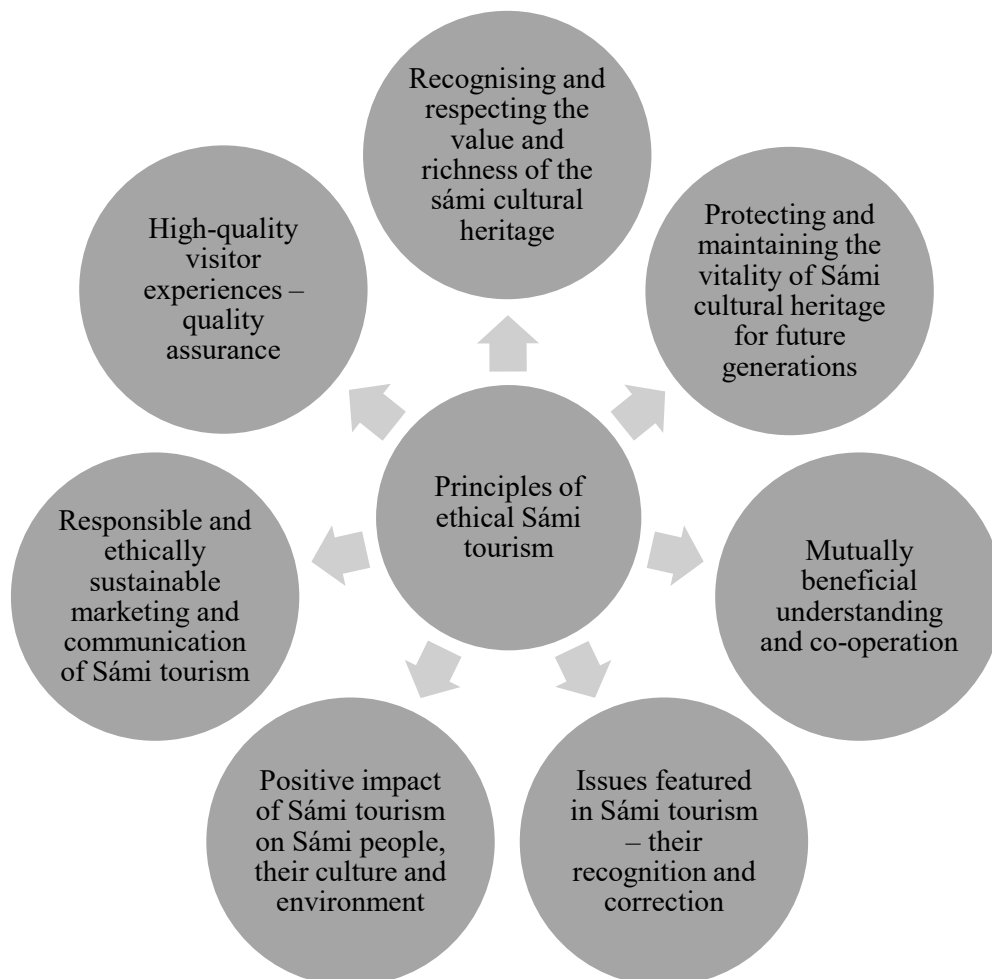 Recognising and
respecting the
value and
richness of the
sámi cultural
heritage
Protecting and
maintaining the
vitality of Sámi
cultural heritage
for future
generations
Mutually
beneficial
understanding
and co-operation
Issues featured
in Sámi tourism
– their
recognition and
correction
Positive impact
of Sámi tourism
on Sámi people,
their culture and
environment
Responsible and
ethically
sustainable
marketing and
communication
of Sámi tourism
High-quality
visitor
experiences –
quality
assurance
Principles of
ethical Sámi
tourism